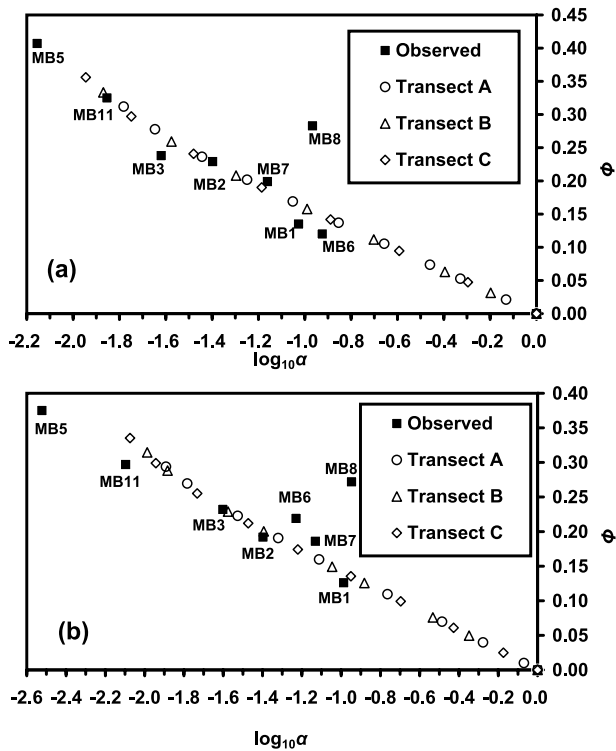 0.45
0.40
0.35
0.30
0.25
0.20
0.15
0.10
0.05
0.00
ϕ
Observed
Transect A
Transect B
Transect C
MB5
MB11
MB3
MB2
MB7
MB8
MB1
MB6
(a)
-2.2 -2.0 -1.8 -1.6 -1.4 -1.2 -1.0 -0.8 -0.6 -0.4 -0.2 0.0
log₁₀α
0.40
0.35
0.30
0.25
0.20
0.15
0.10
0.05
0.00
ϕ
Observed
Transect A
Transect B
Transect C
MB5
MB11
MB3
MB2
MB6
MB8
MB7
MB1
(b)
-2.6 -2.4 -2.2 -2.0 -1.8 -1.6 -1.4 -1.2 -1.0 -0.8 -0.6 -0.4 -0.2 0.0
log₁₀α